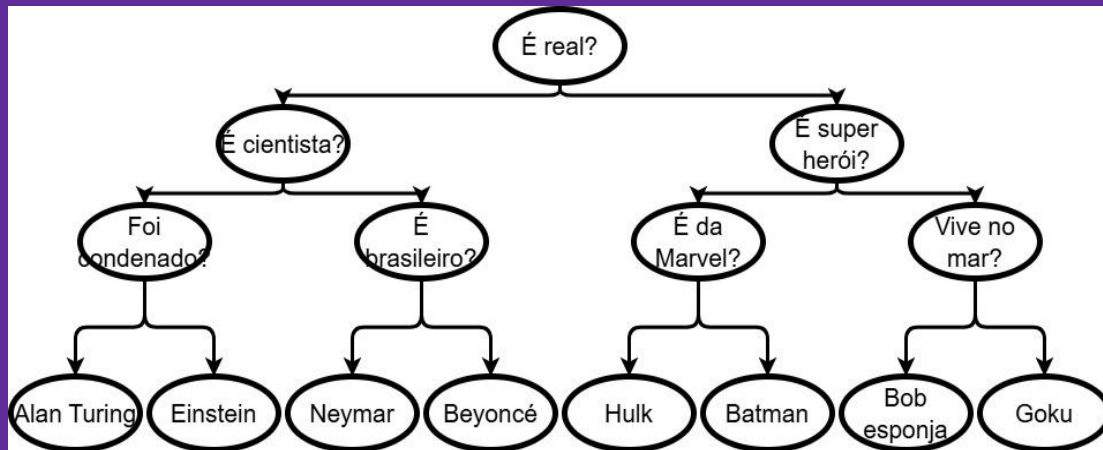 É real?
É cientista?
É super
herói?
Foi
condenado?
É
brasileiro?
É da
Marvel?
Vive no
mar?
Alan Turing
Einstein
Neymar
Beyoncé
Hulk
Batman
Bob
esponja
Goku